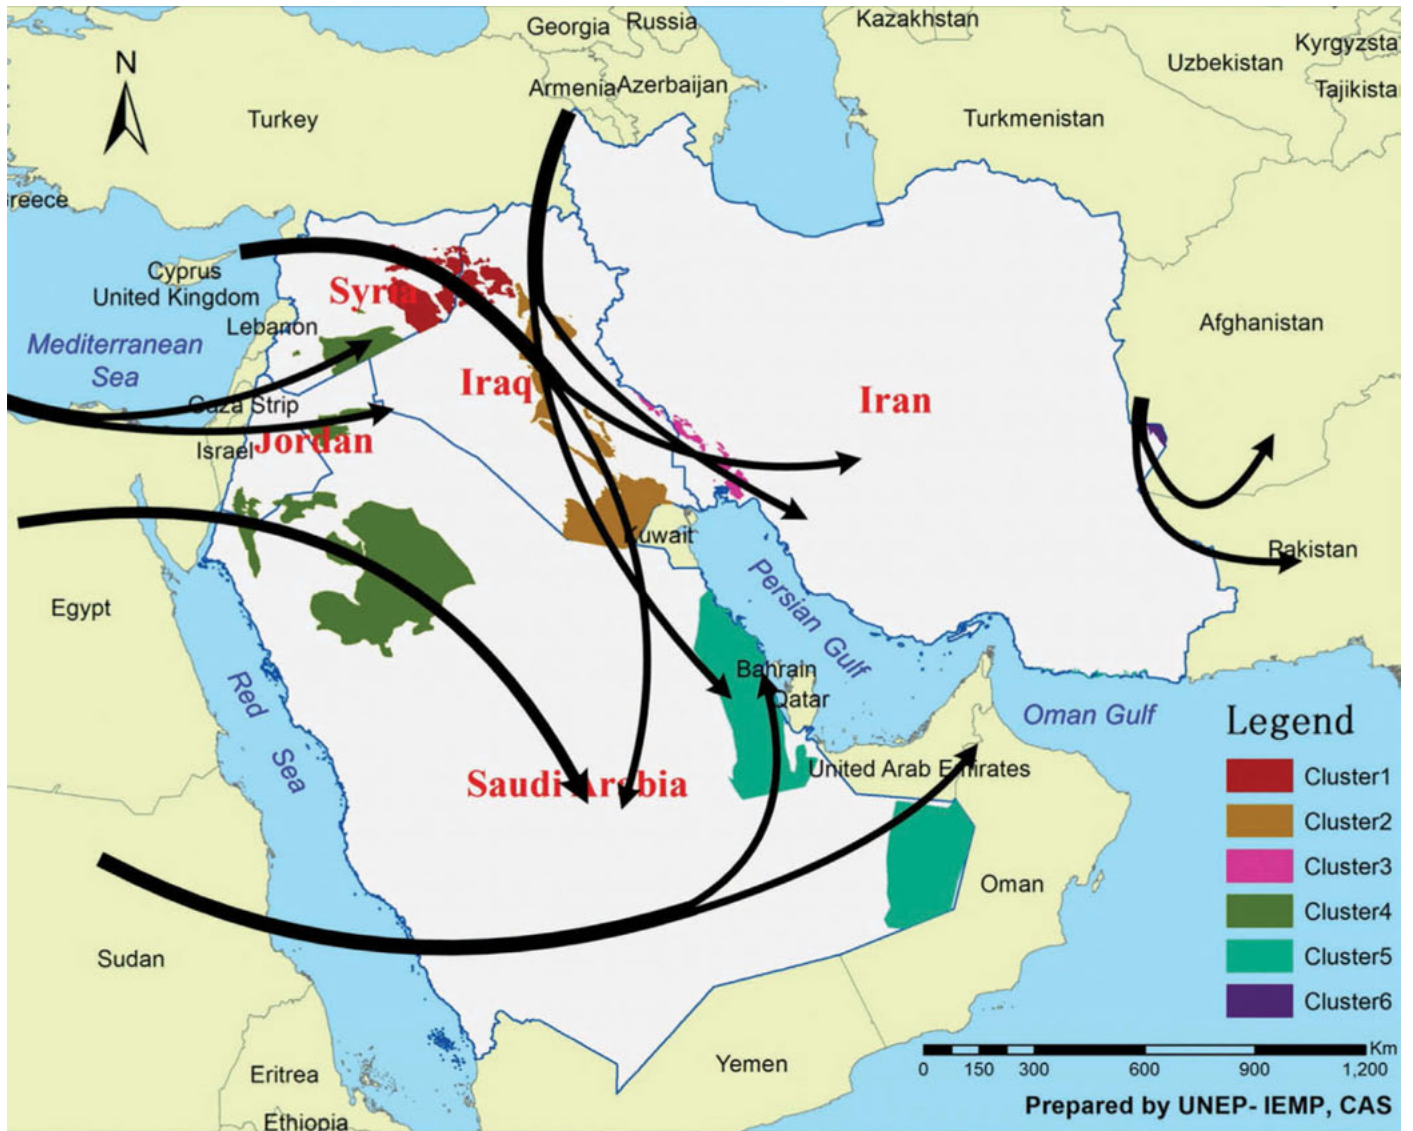 Georgia
Russia
Kazakhstan
Kyrgyzsta
Uzbekistan
Tajikista
N
Armenia
Azerbaijan
Turkey
Turkmenistan
reece
Cyprus
United Kingdom
Syria
Lebanon
Afghanistan
Mediterranean
Sea
Iraq
Iran
Gaza Strip
Jordan
Israel
Kuwait
Pakistan
Egypt
Persian Gulf
Bahrain
Qatar
Red
Sea
Oman Gulf
United Arab Emirates
Saudi Arabia
Oman
Sudan
Yemen
Eritrea
Ethiopia
Legend
Cluster1
Cluster2
Cluster3
Cluster4
Cluster5
Cluster6
Km
0 150 300 600 900 1,200
Prepared by UNEP- IEMP, CAS